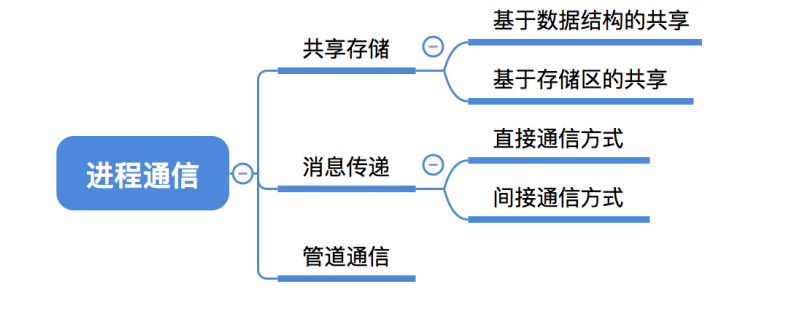 进程通信
共享存储
基于数据结构的共享
基于存储区的共享
消息传递
直接通信方式
间接通信方式
管道通信